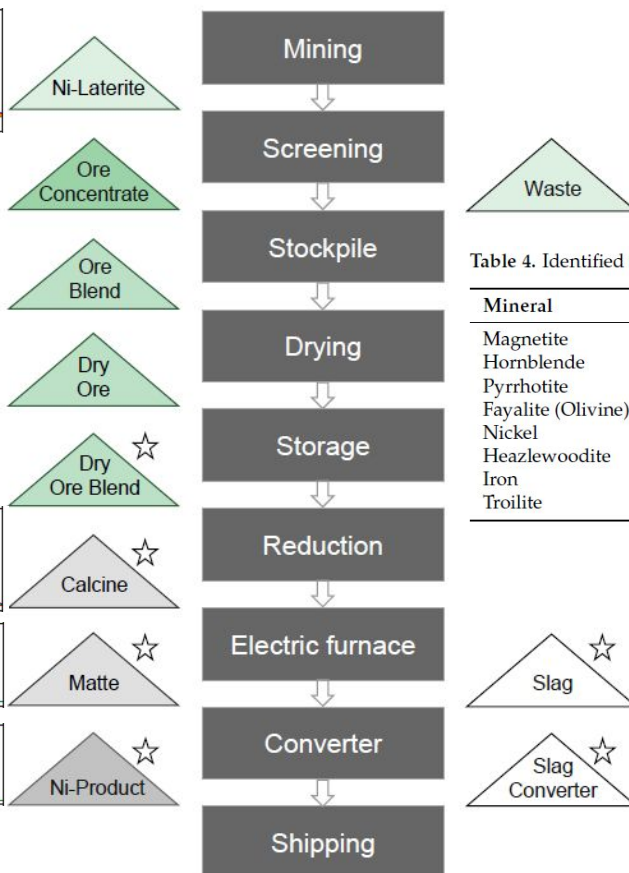 Mining
Ni-Laterite
Screening
Ore
Concentrate
Waste
Stockpile
Ore
Blend
Table 4. Identified
Mineral
Magnetite
Hornblende
Pyrrhotite
Fayalite (Olivine)
Nickel
Heazlewoodite
Iron
Troilite
Drying
Dry
Ore
Storage
Dry
Ore Blend
Reduction
Calcine
Electric furnace
Matte
Slag
Converter
Ni-Product
Slag
Converter
Shipping